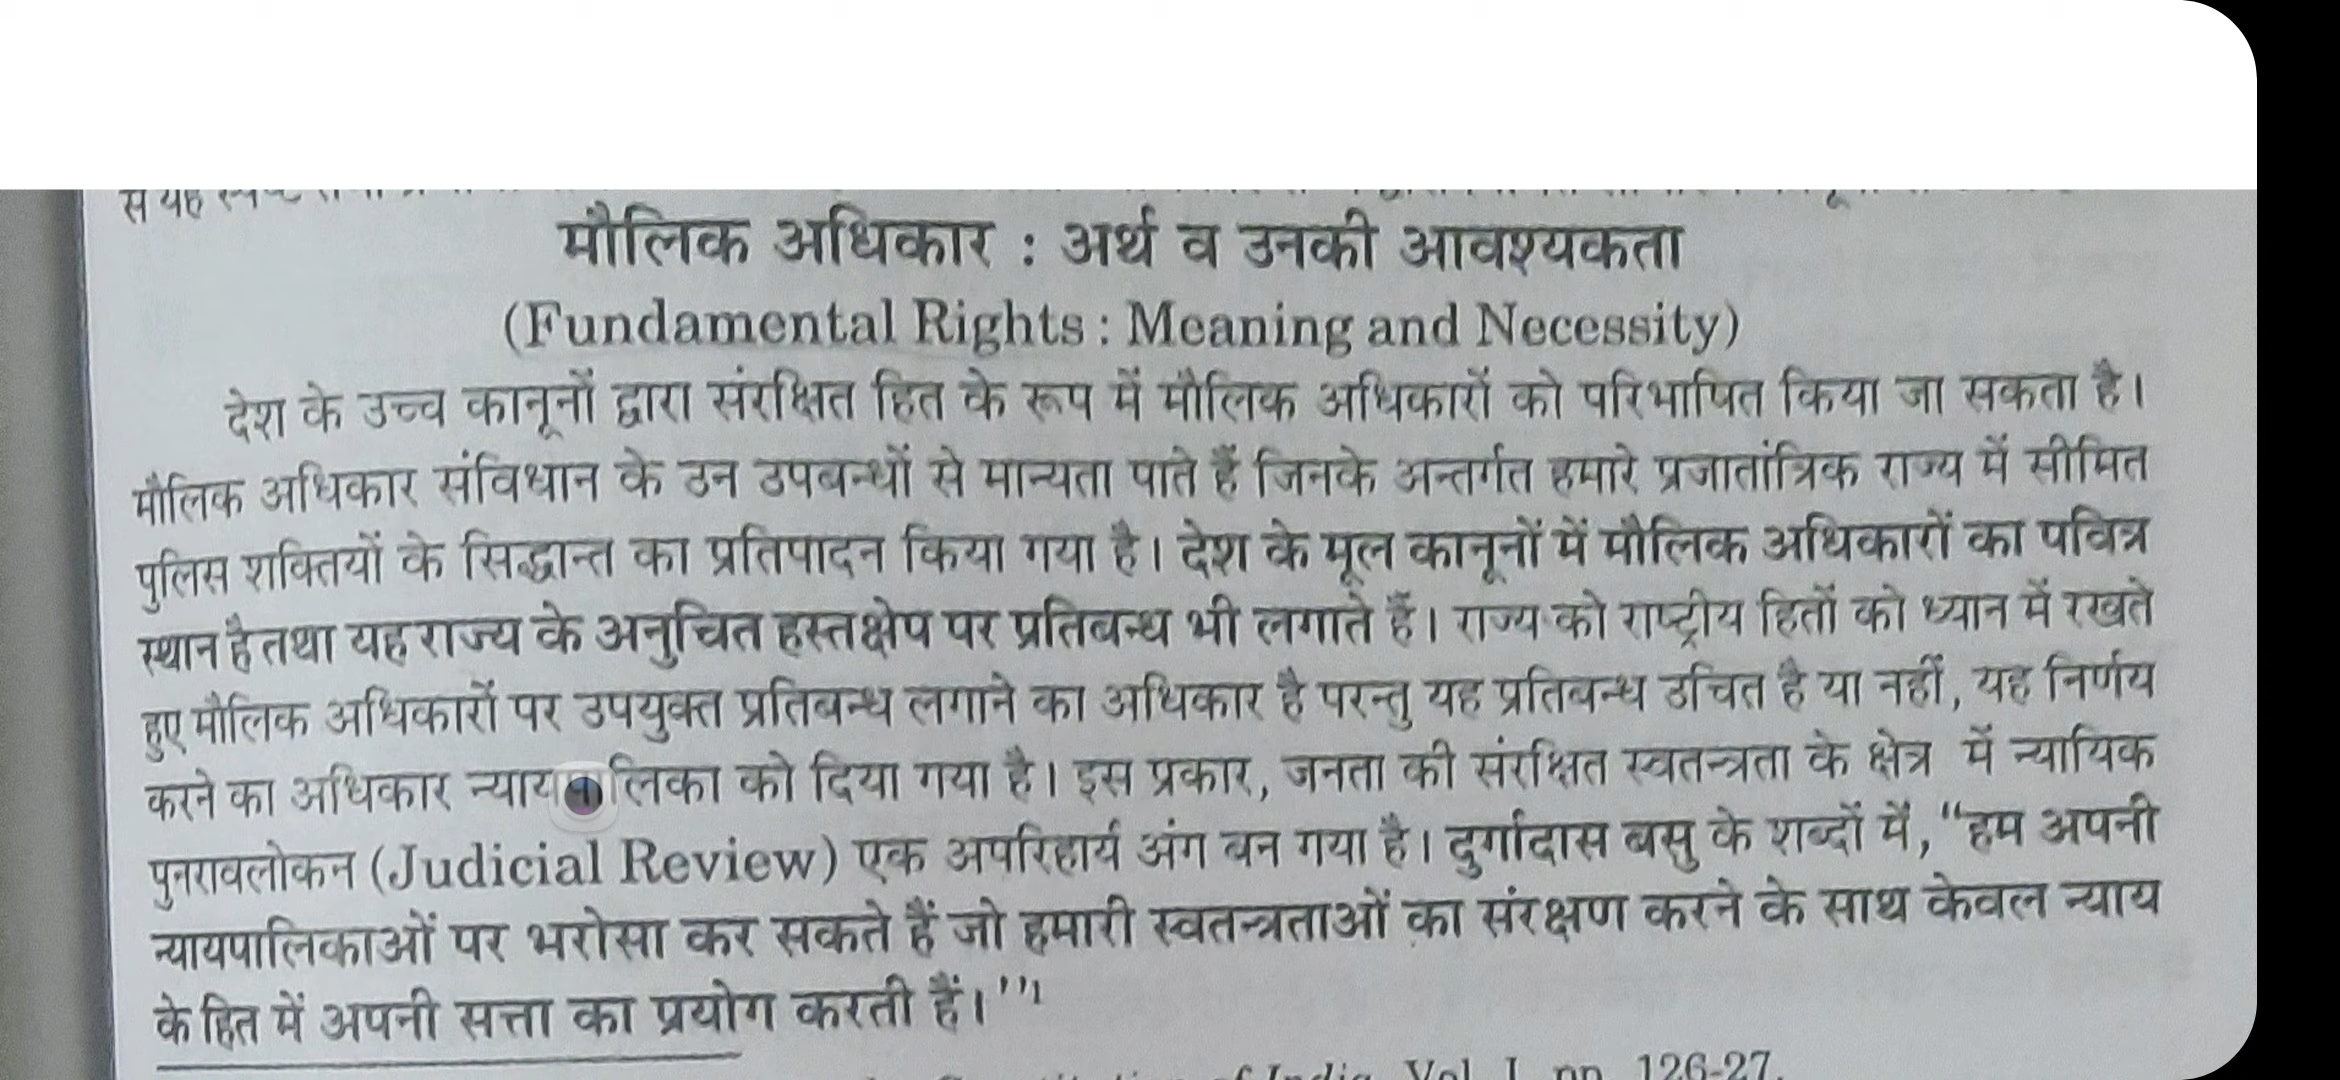 से यह
मौलिक अधिकार : अर्थ व उनकी आवश्यकता
(Fundamental Rights : Meaning and Necessity)
देश के उच्च कानूनों द्वारा संरक्षित हित के रूप में मौलिक अधिकारों को परिभाषित किया जा सकता है।
मौलिक अधिकार संविधान के उन उपबन्धों से मान्यता पाते हैं जिनके अन्तर्गत हमारे प्रजातांत्रिक राज्य में सीमित
पुलिस शक्तियों के सिद्धान्त का प्रतिपादन किया गया है। देश के मूल कानूनों में मौलिक अधिकारों का पवित्र
स्थान है तथा यह राज्य के अनुचित हस्तक्षेप पर प्रतिबन्ध भी लगाते हैं। राज्य को राष्ट्रीय हितों को ध्यान में रखते
हुए मौलिक अधिकारों पर उपयुक्त प्रतिबन्ध लगाने का अधिकार है परन्तु यह प्रतिबन्ध उचित है या नहीं, यह निर्णय
करने का अधिकार न्यायपालिका को दिया गया है। इस प्रकार, जनता की संरक्षित स्वतन्त्रता के क्षेत्र में न्यायिक
पुनरावलोकन (Judicial Review) एक अपरिहार्य अंग बन गया है। दुर्गादास बसु के शब्दों में, “हम अपनी
न्यायपालिकाओं पर भरोसा कर सकते हैं जो हमारी स्वतन्त्रताओं का संरक्षण करने के साथ केवल न्याय
के हित में अपनी सत्ता का प्रयोग करती हैं।”1
of India, Vol. I, pp. 126-27.